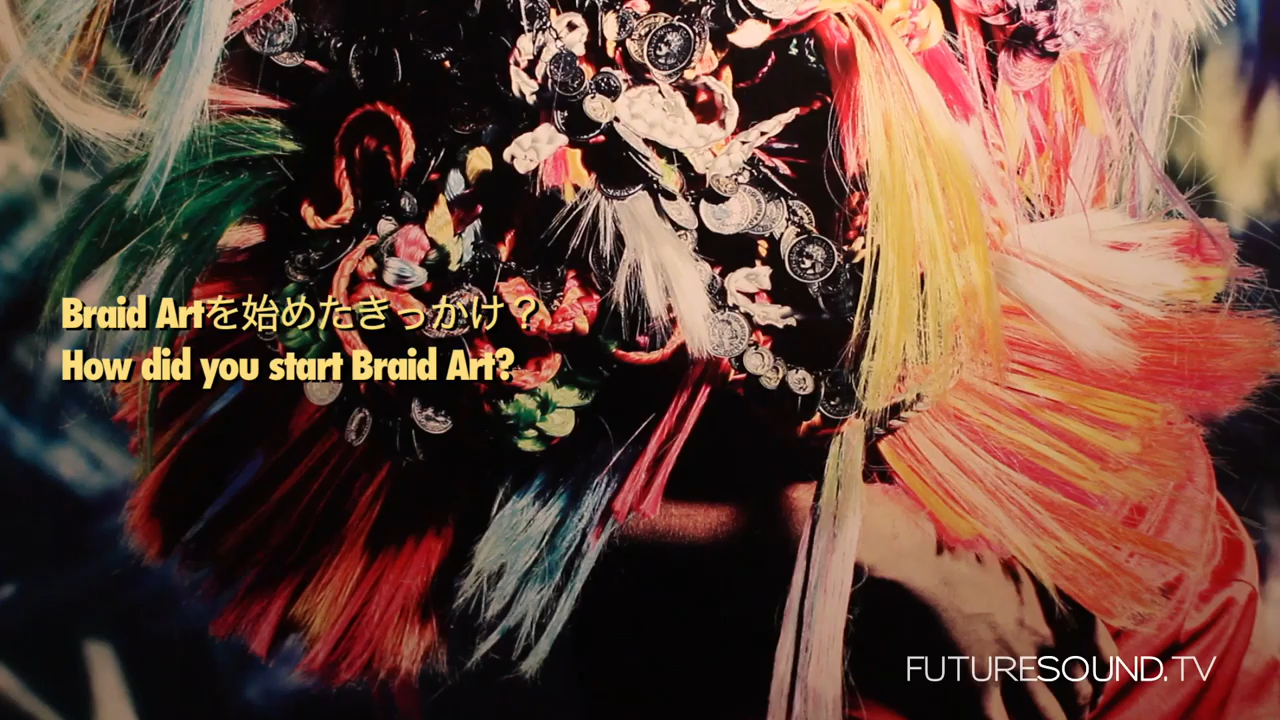 Braid Artを始めたきっかけ？
How did you start Braid Art?
FUTURESOUND.TV